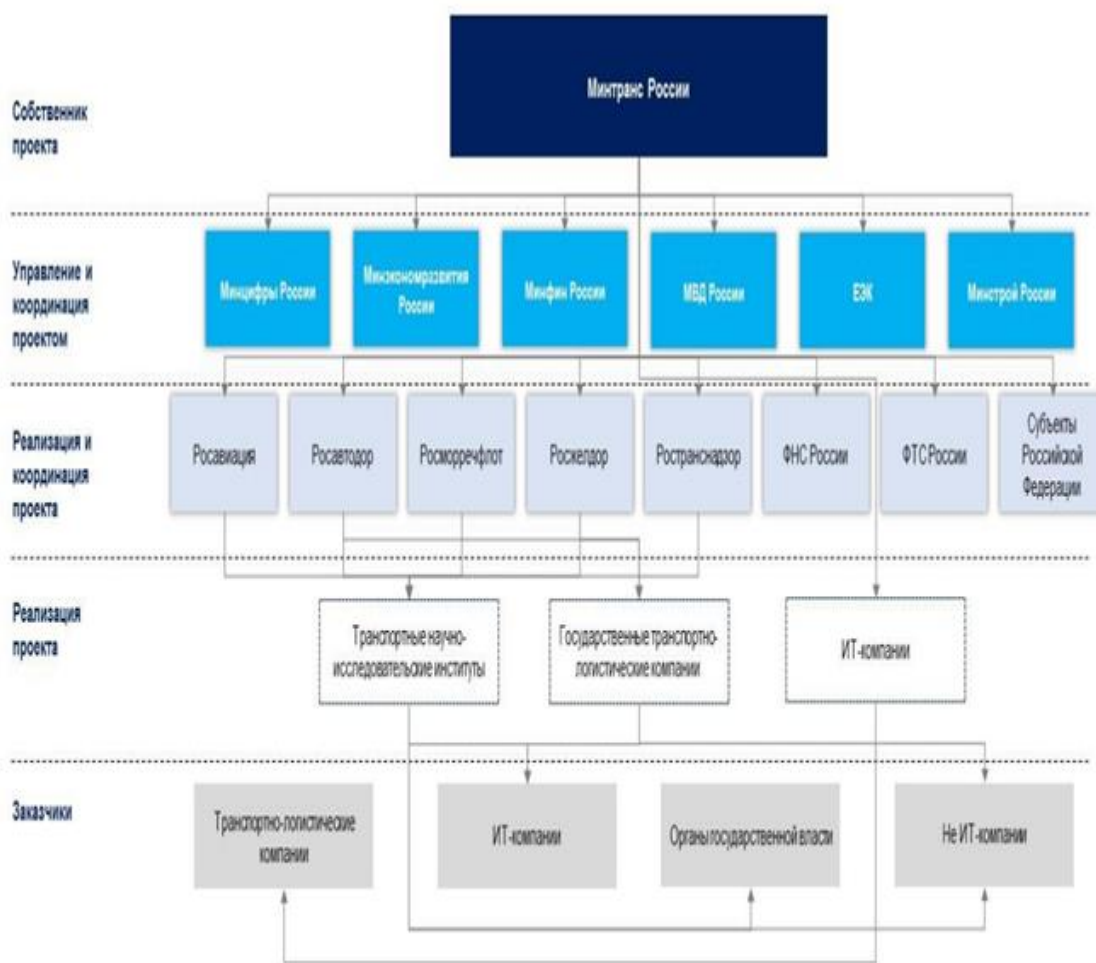 Минтранс России
Собственник
проекта
Управление и
координация
проектом
Минцифры России
Минэкономразвития
России
Минфин России
МВД России
ЕЭК
Минстрой России
Реализация и
координация
проекта
Росавиация
Росавтодор
Росморречфлот
Росжелдор
Ространснадзор
ФНС России
ФТС России
Субъекты
Российской
Федерации
Реализация
проекта
Транспортные научно-
исследовательские институты
Государственные транспортно-
логистические компании
ИТ-компании
Заказчики
Транспортно-логистические
компании
ИТ-компании
Органы государственной власти
Не ИТ-компании